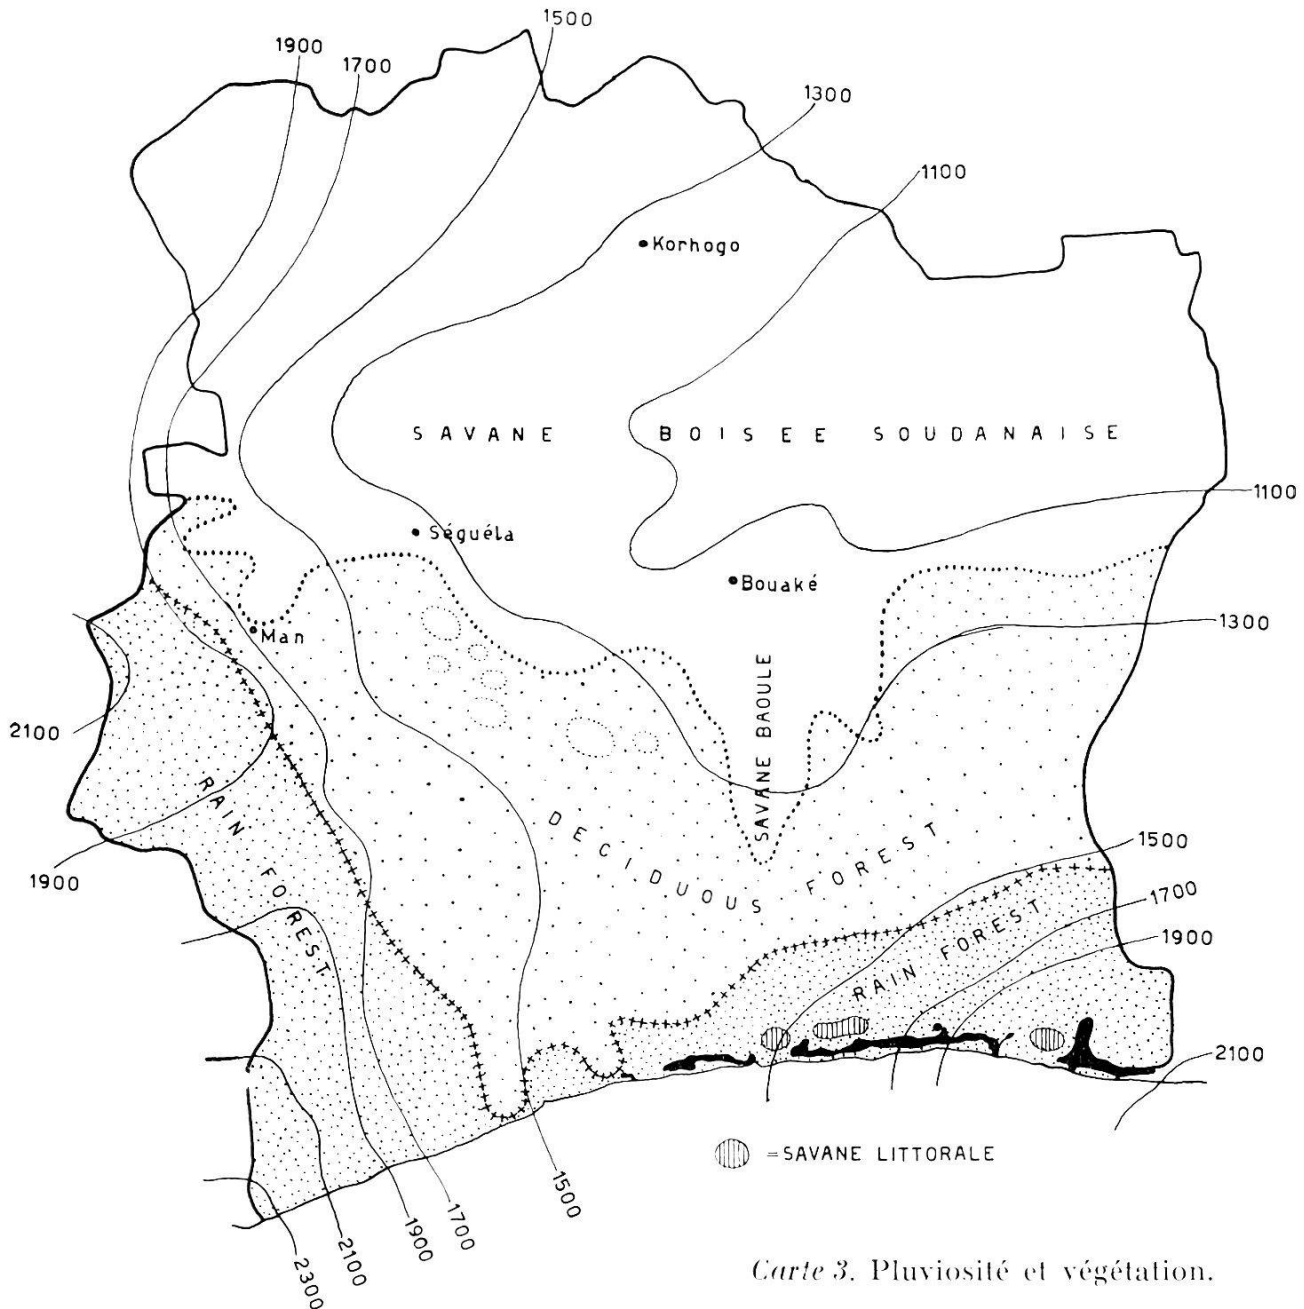 1500
1900
1700
1300
1100
Korhogo
SAVANE BOISEE SOUDANAISE
1100
Séguéla
Bouaké
1300
Man
SAVANE BAOULE
2100
RAIN FOREST
DECIDUOUS FOREST
1500
1900
1700
RAIN FOREST
1900
2100
=SAVANE LITTORALE
1500
1700
1900
2100
2300
Carte 3. Pluviosité et végétation.